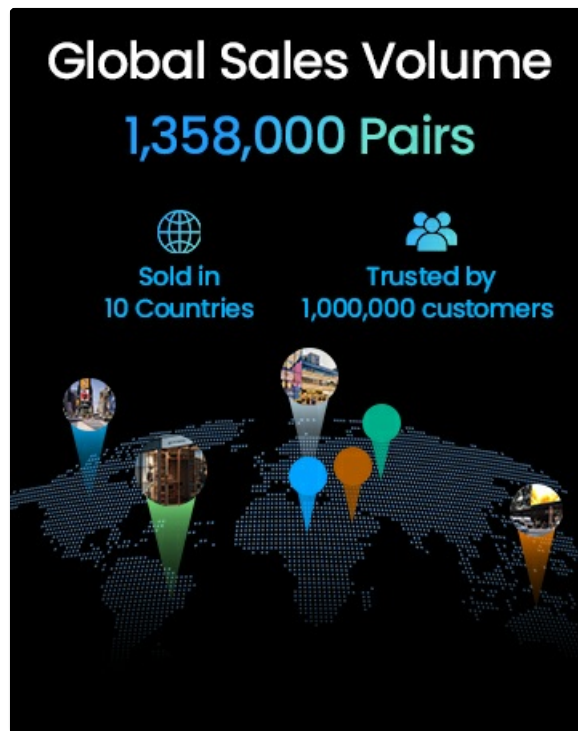 Global Sales Volume
1,358,000 Pairs
Sold in
10 Countries
Trusted by
1,000,000 customers